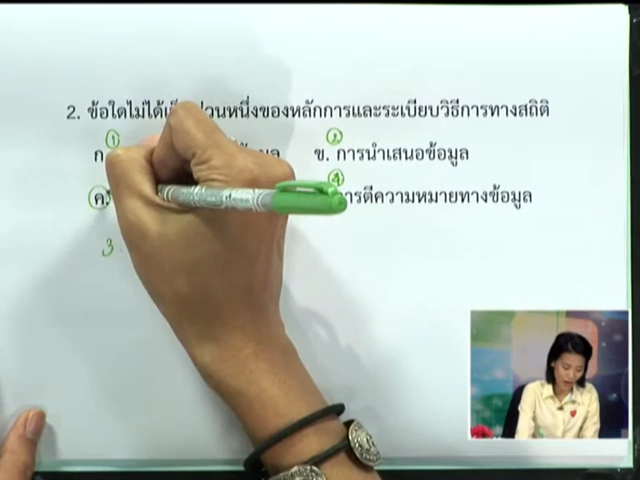 2. ข้อใดไม่ได้ ส่วนหนึ่งของหลักการและระเบียบวิธีการทางสถิติ
1 2
ก. ข. การนำเสนอข้อมูล
4
ค. การตีความหมายทางข้อมูล
3